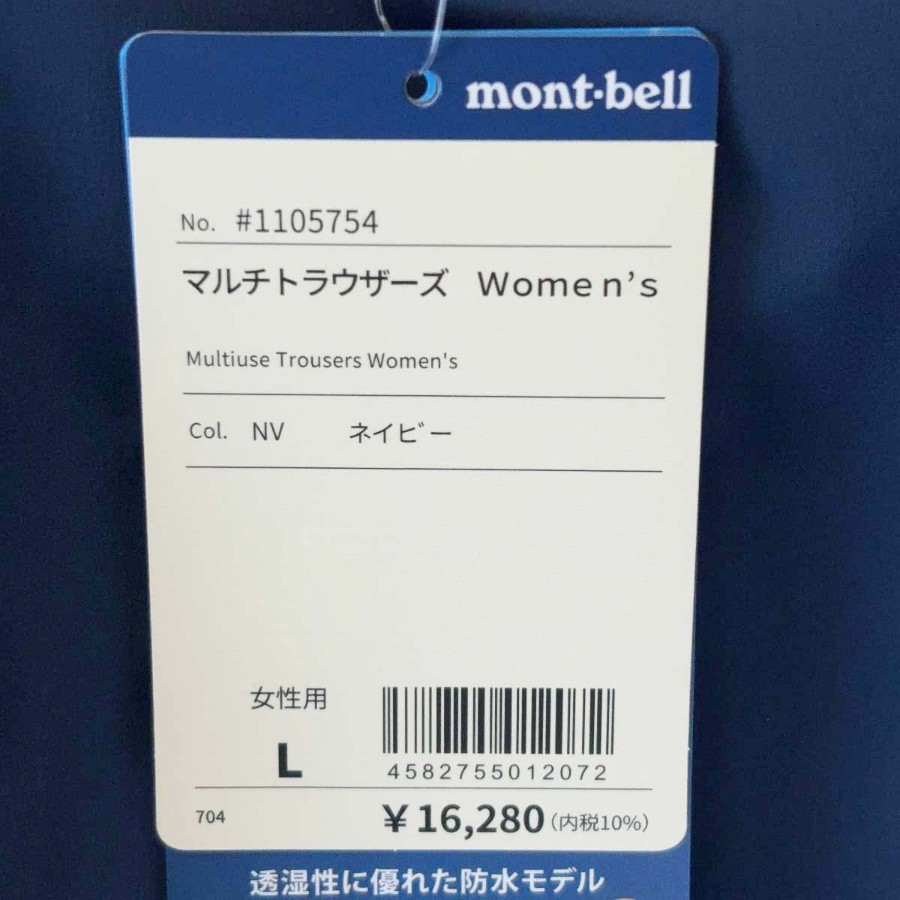 mont-bell
No. #1105754
マルチトラウザーズ Women's
Multiuse Trousers Women's
Col. NV ネイビー
女性用
L
4582755012072
704 ¥16,280(内税10%)
透湿性に優れた防水モデル